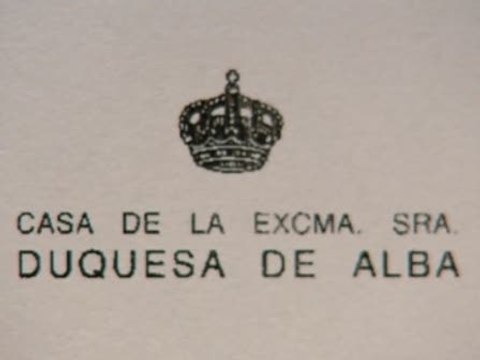 CASA DE LA EXCMA. SRA.
DUQUESA DE ALBA